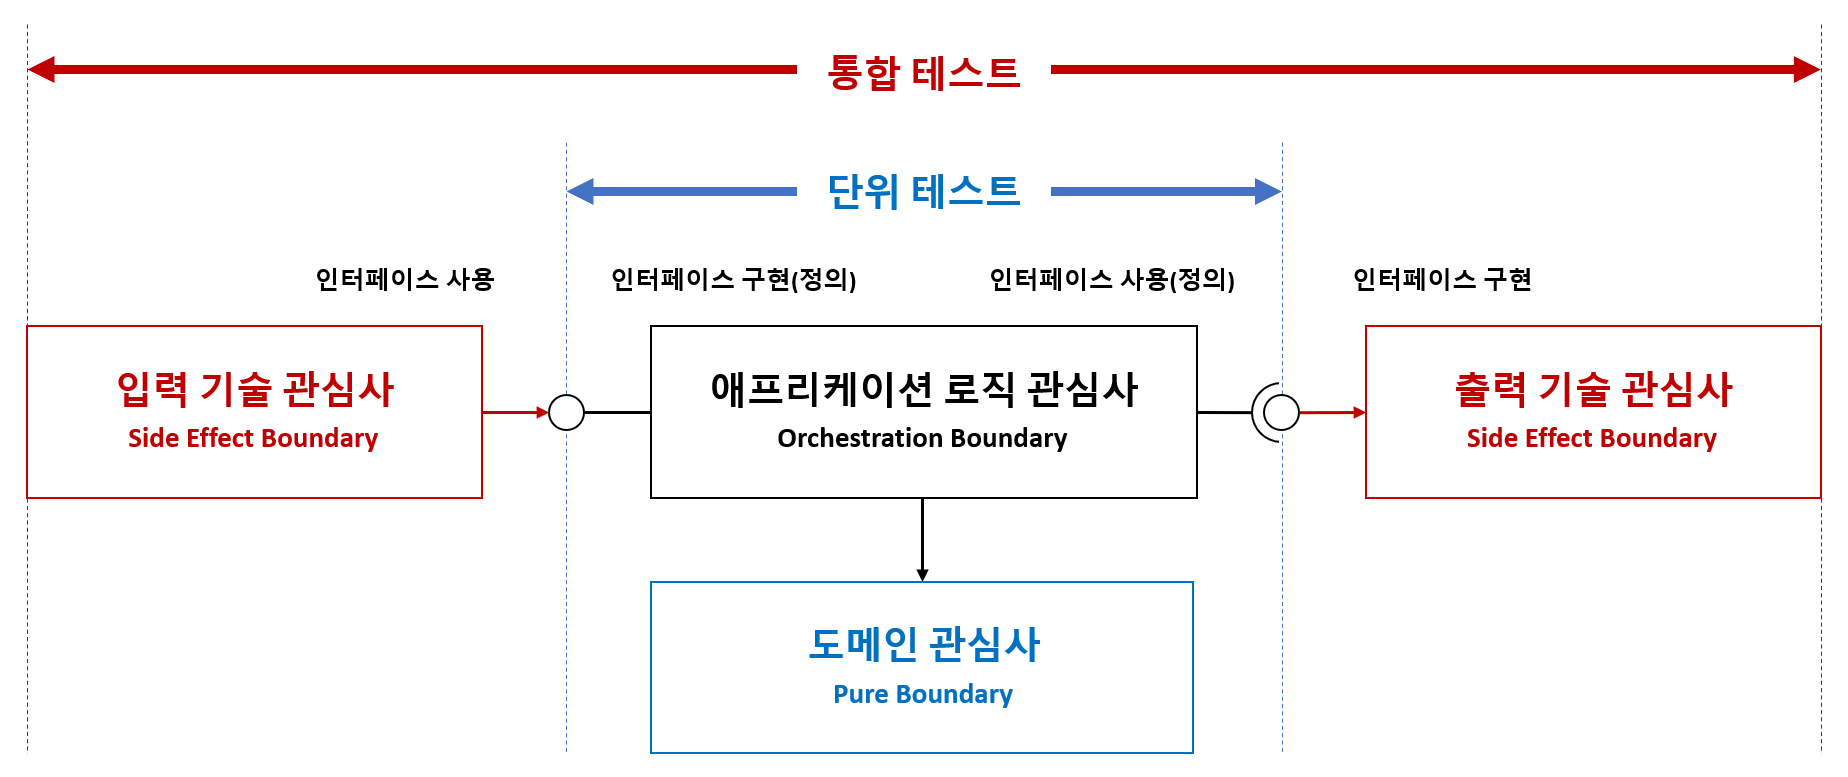 통합 테스트
단위 테스트
인터페이스 사용
인터페이스 구현(정의)
인터페이스 사용(정의)
인터페이스 구현
입력 기술 관심사
Side Effect Boundary
애프리케이션 로직 관심사
Orchestration Boundary
출력 기술 관심사
Side Effect Boundary
도메인 관심사
Pure Boundary